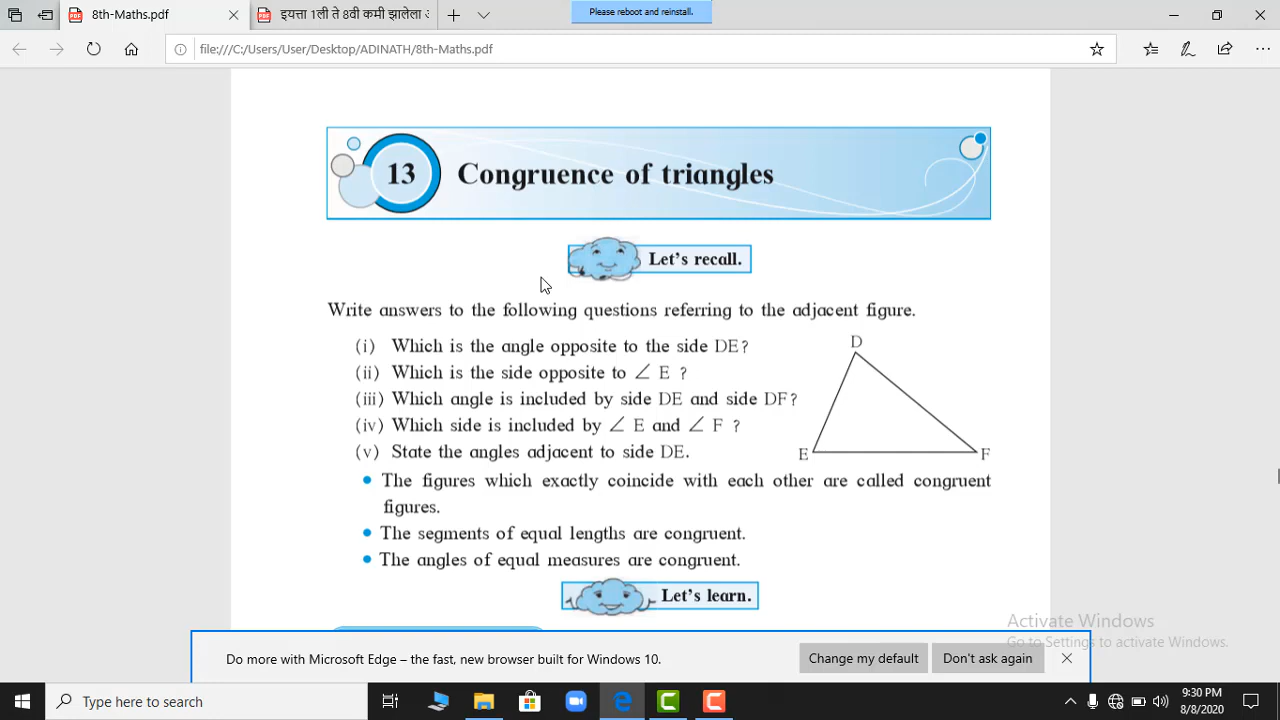 8th-Maths.pdf
इयत्ता 1ली ते 8वी कमी झालेला
Please reboot and reinstall.
file:///C:/Users/User/Desktop/ADINATH/8th-Maths.pdf
13 Congruence of triangles
Let's recall.
Write answers to the following questions referring to the adjacent figure.
(i) Which is the angle opposite to the side DE?
(ii) Which is the side opposite to ∠ E ?
(iii) Which angle is included by side DE and side DF?
(iv) Which side is included by ∠ E and ∠ F ?
(v) State the angles adjacent to side DE.
D
E
F
• The figures which exactly coincide with each other are called congruent
figures.
• The segments of equal lengths are congruent.
• The angles of equal measures are congruent.
Let's learn.
Activate Windows
Go to Settings to activate Windows.
Do more with Microsoft Edge – the fast, new browser built for Windows 10.
Change my default
Don't ask again
Type here to search
9:30 PM
8/8/2020